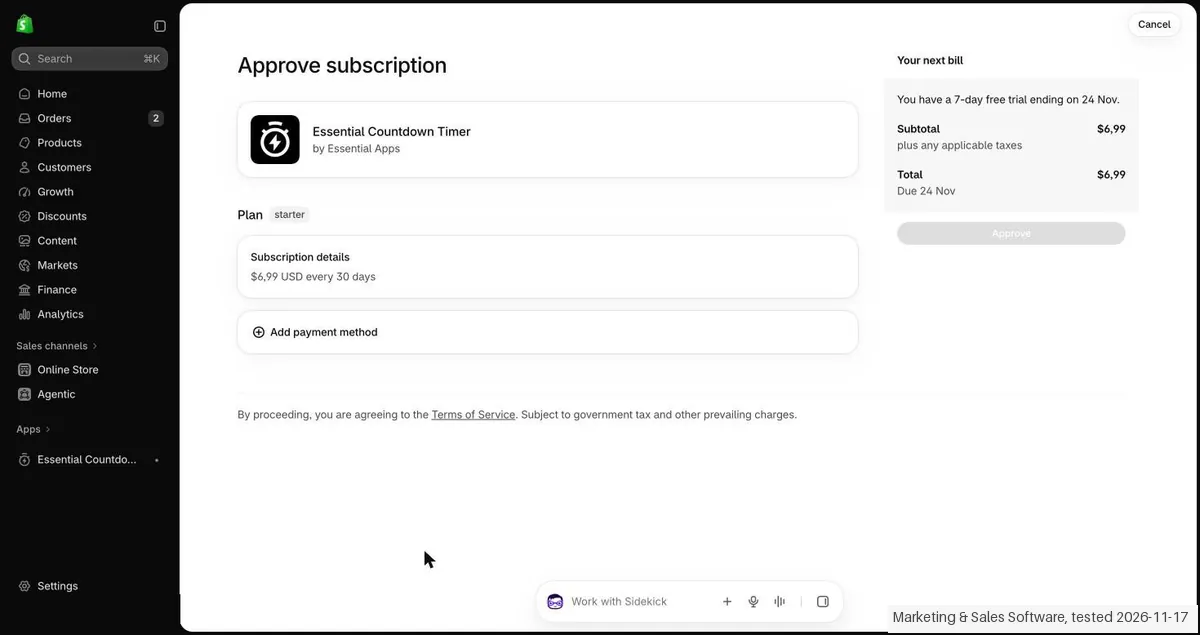 Search ⌘K
Home
Orders 2
Products
Customers
Growth
Discounts
Content
Markets
Finance
Analytics
Sales channels
Online Store
Agentic
Apps
Essential Countdo...
Settings
Cancel
Approve subscription
Essential Countdown Timer
by Essential Apps
Plan starter
Subscription details
$6,99 USD every 30 days
Add payment method
By proceeding, you are agreeing to the Terms of Service. Subject to government tax and other prevailing charges.
Your next bill
You have a 7-day free trial ending on 24 Nov.
Subtotal $6,99
plus any applicable taxes
Total $6,99
Due 24 Nov
Approve
Work with Sidekick
Marketing & Sales Software, tested 2026-11-17